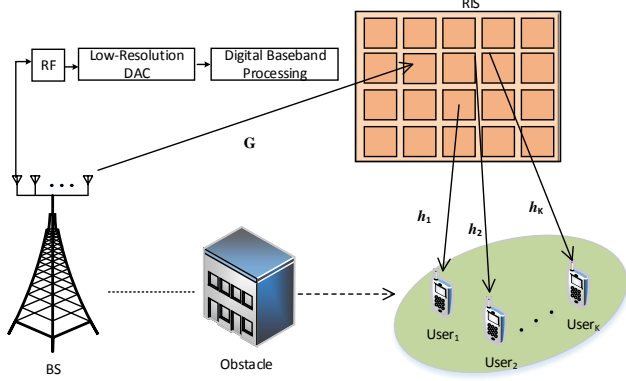 RIS
RF
Low-Resolution
DAC
Digital Baseband
Processing
G
h1
h2
hK
User1
User2
UserK
BS
Obstacle